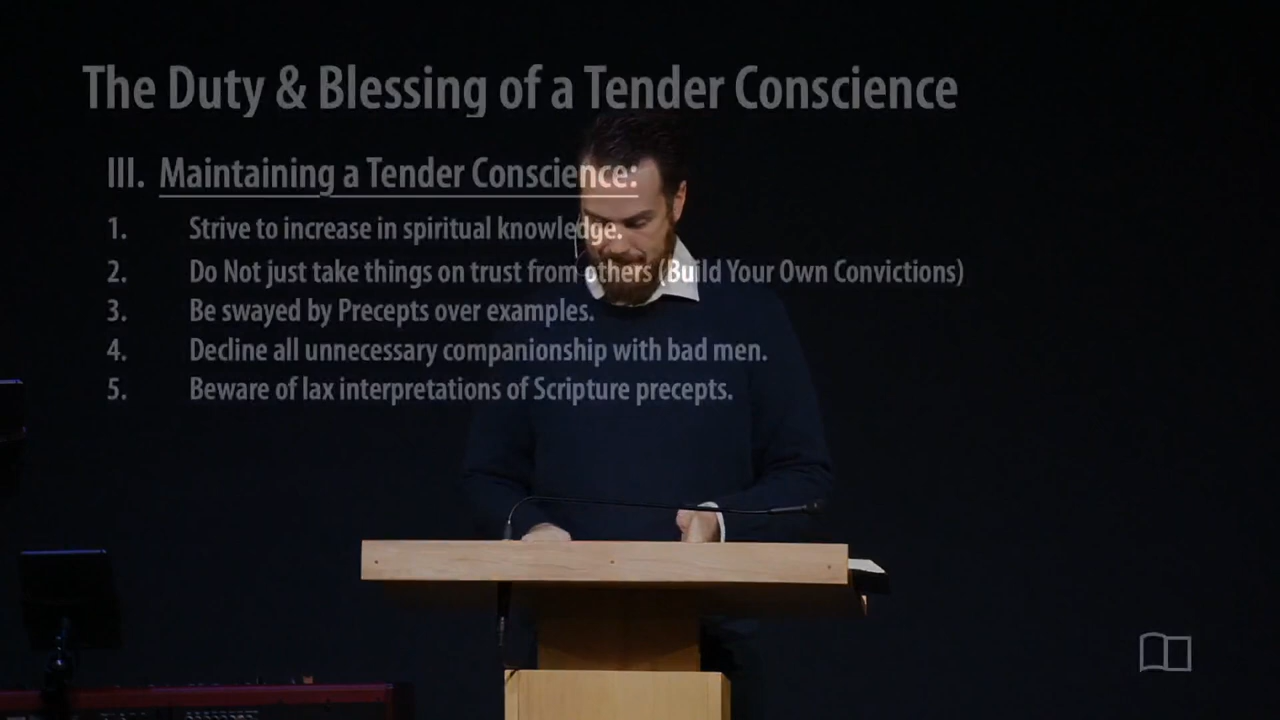 The Duty & Blessing of a Tender Conscience
III. Maintaining a Tender Conscience:
1. Strive to increase in spiritual knowledge.
2. Do Not just take things on trust from others (Build Your Own Convictions)
3. Be swayed by Precepts over examples.
4. Decline all unnecessary companionship with bad men.
5. Beware of lax interpretations of Scripture precepts.